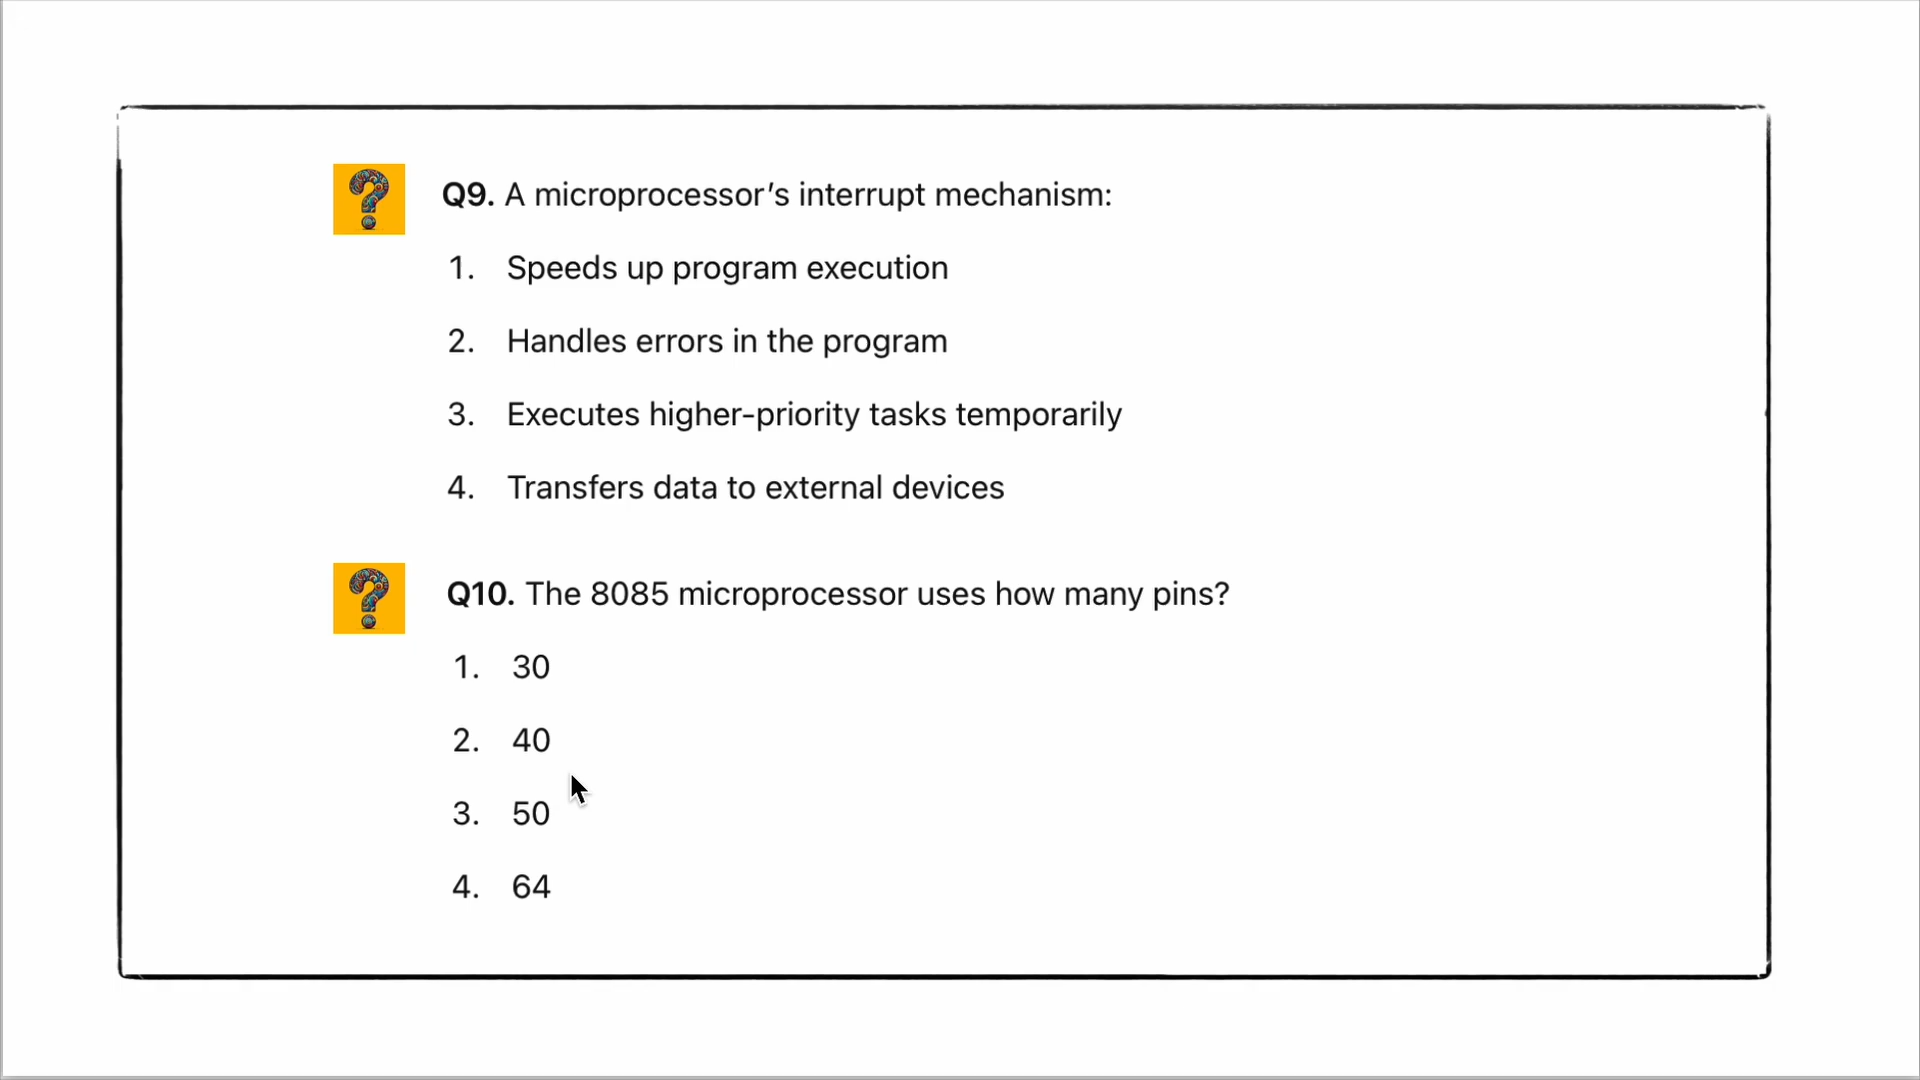 Q9. A microprocessor’s interrupt mechanism:
1. Speeds up program execution
2. Handles errors in the program
3. Executes higher-priority tasks temporarily
4. Transfers data to external devices
Q10. The 8085 microprocessor uses how many pins?
1. 30
2. 40
3. 50
4. 64